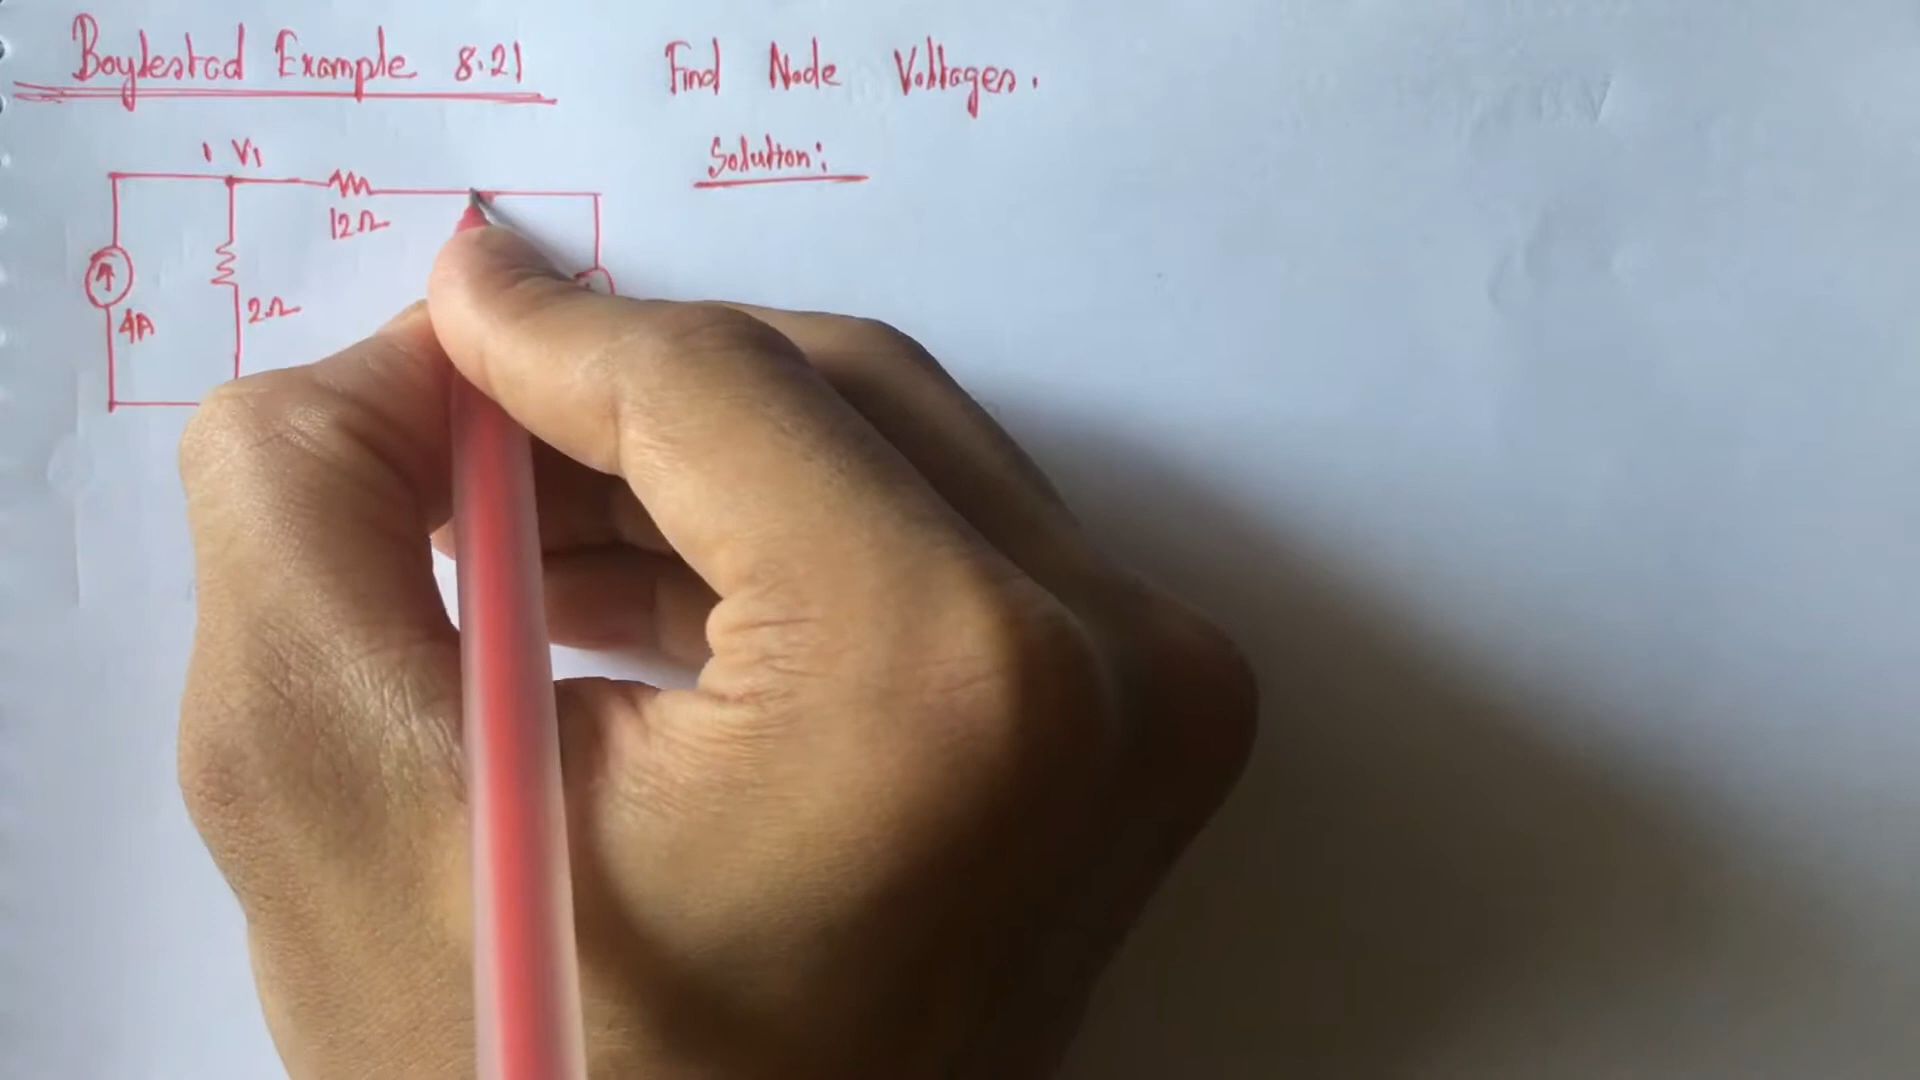 Boylestad Example 8.21
Find Node Voltages.
Solution:
1 V1
12Ω
2Ω
4A